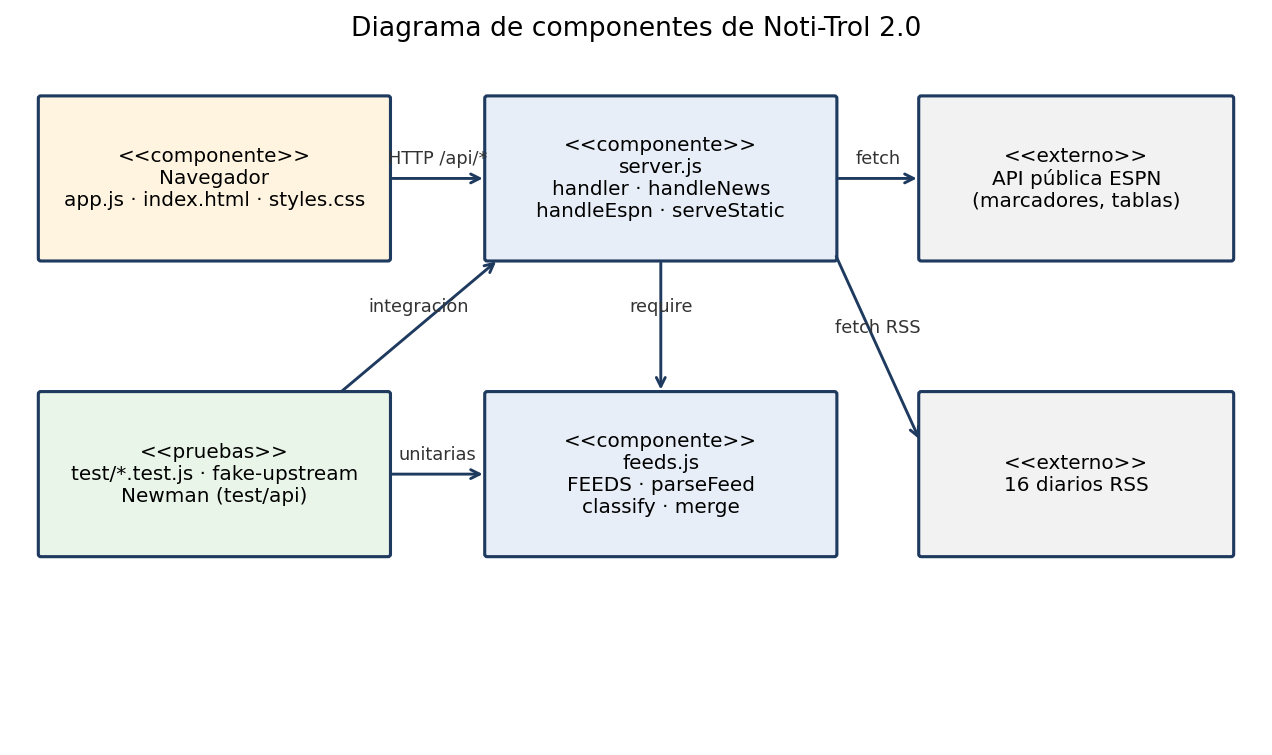 Diagrama de componentes de Noti-Trol 2.0
<<componente>>
Navegador
app.js · index.html · styles.css
HTTP /api/*
<<componente>>
server.js
handler · handleNews
handleEspn · serveStatic
fetch
<<externo>>
API pública ESPN
(marcadores, tablas)
integración
require
fetch RSS
<<pruebas>>
test/*.test.js · fake-upstream
Newman (test/api)
unitarias
<<componente>>
feeds.js
FEEDS · parseFeed
classify · merge
<<externo>>
16 diarios RSS